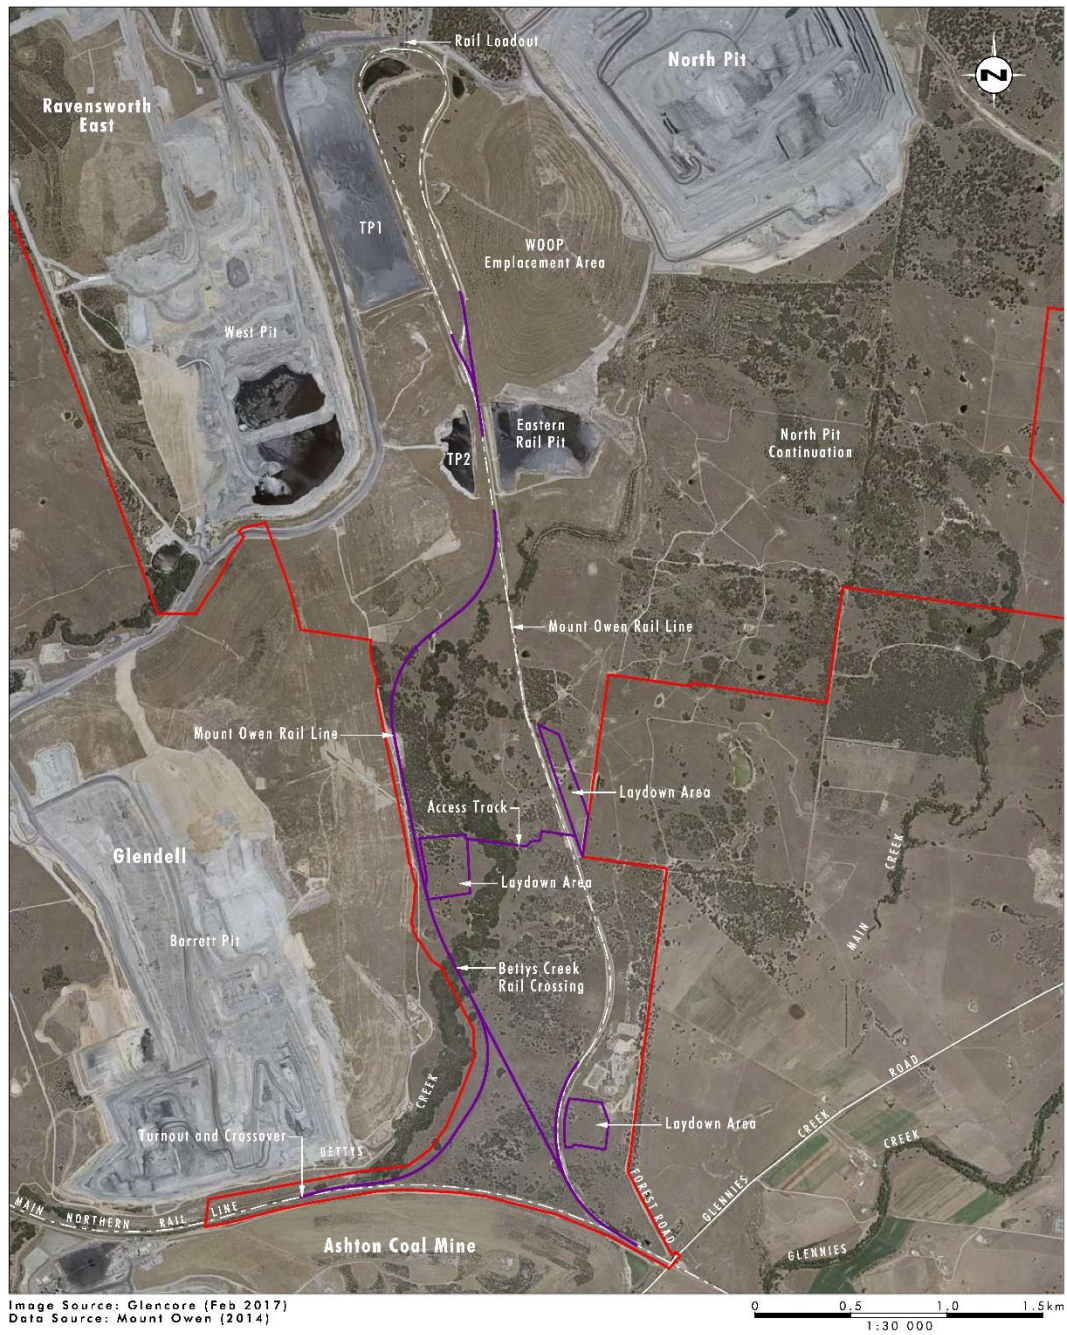 Rail Loadout
North Pit
N
Ravensworth
East
TP1
WOOP
Emplacement Area
West Pit
Eastern
Rail Pit
North Pit
Continuation
TP2
Mount Owen Rail Line
Mount Owen Rail Line
Laydown Area
Access Track
Glendell
Laydown Area
MAIN CREEK
Barrett Pit
Bettys Creek
Rail Crossing
GLENNIES CREEK ROAD
Laydown Area
Turnout and Crossover
BETTYS CREEK
FOREST ROAD
GLENNIES CREEK
MAIN NORTHERN RAIL LINE
Ashton Coal Mine
Image Source: Glencore (Feb 2017)
Data Source: Mount Owen (2014)
0 0.5 1.0 1.5km
1:30 000